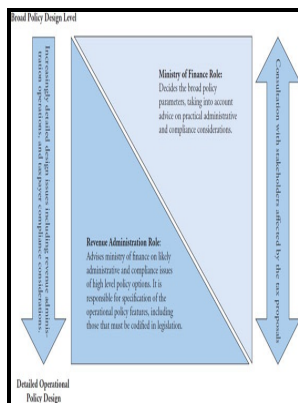 Broad Policy Design Level
Increasingly detailed design issues including revenue adminis-
tration operations and taxpayer compliance considerations.
Ministry of Finance Role:
Decides the broad policy
parameters, taking into account
advice on practical administrative
and compliance considerations.
Consultation with stakeholders affected by the tax proposals
Revenue Administration Role:
Advises ministry of finance on likely
administrative and compliance issues
of high level policy options. It is
responsible for specification of the
operational policy features, including
those that must be codified in legislation.
Detailed Operational
Policy Design